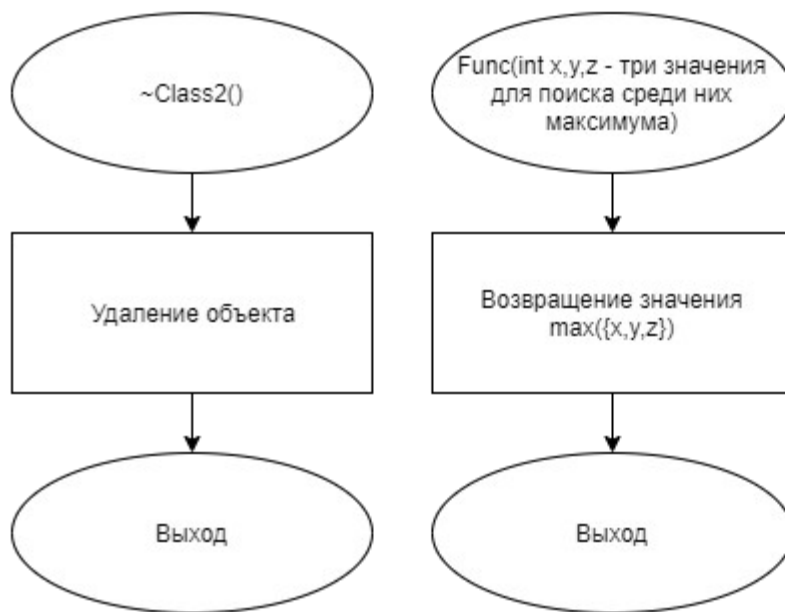 ~Class2()
Удаление объекта
Выход
Func(int x,y,z - три значения
для поиска среди них
максимума)
Возвращение значения
max({x,y,z})
Выход